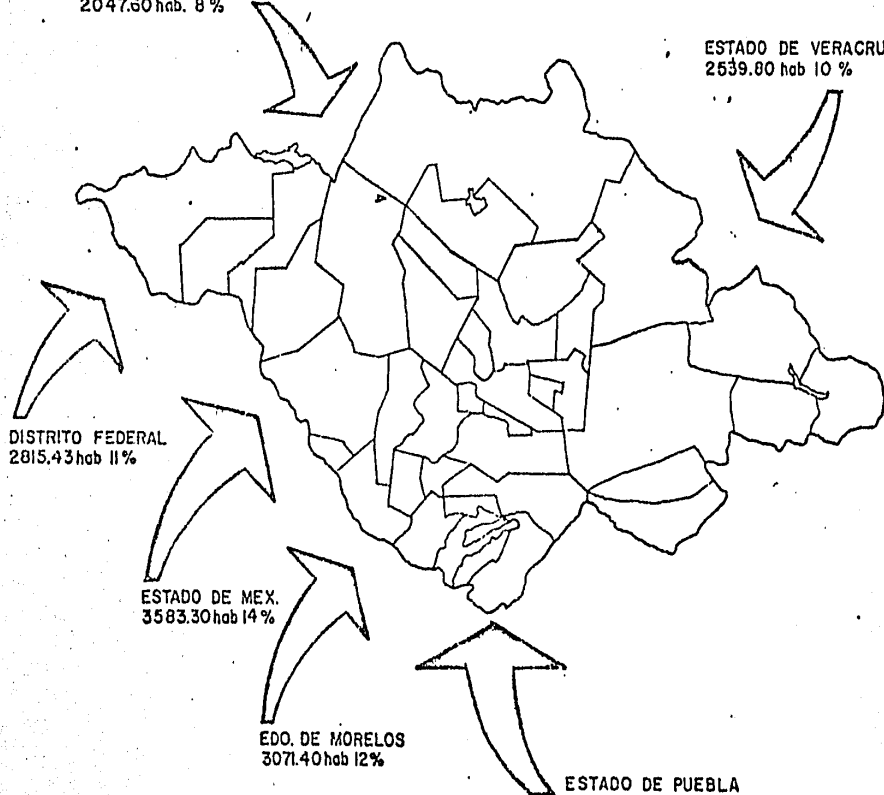 2047.60 hab. 8%
ESTADO DE VERACRU
2539.80 hab 10 %
DISTRITO FEDERAL
2815.43 hab 11%
ESTADO DE MEX.
3583.30 hab 14%
EDO. DE MORELOS
3071.40 hab 12%
ESTADO DE PUEBLA